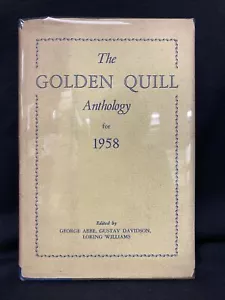 The
GOLDEN QUILL
Anthology
for
1958
Edited by
GEORGE ABBE, GUSTAV DAVIDSON,
LORING WILLIAMS